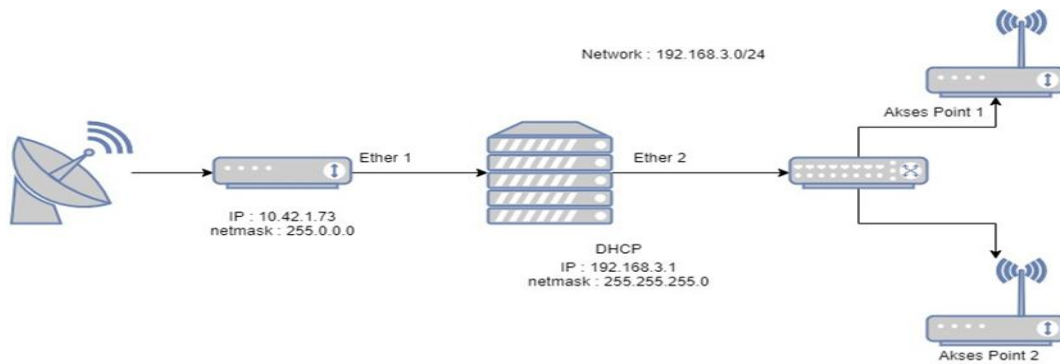 Network : 192.168.3.0/24
Akses Point 1
Ether 1
Ether 2
IP : 10.42.1.73
netmask : 255.0.0.0
DHCP
IP : 192.168.3.1
netmask : 255.255.255.0
Akses Point 2